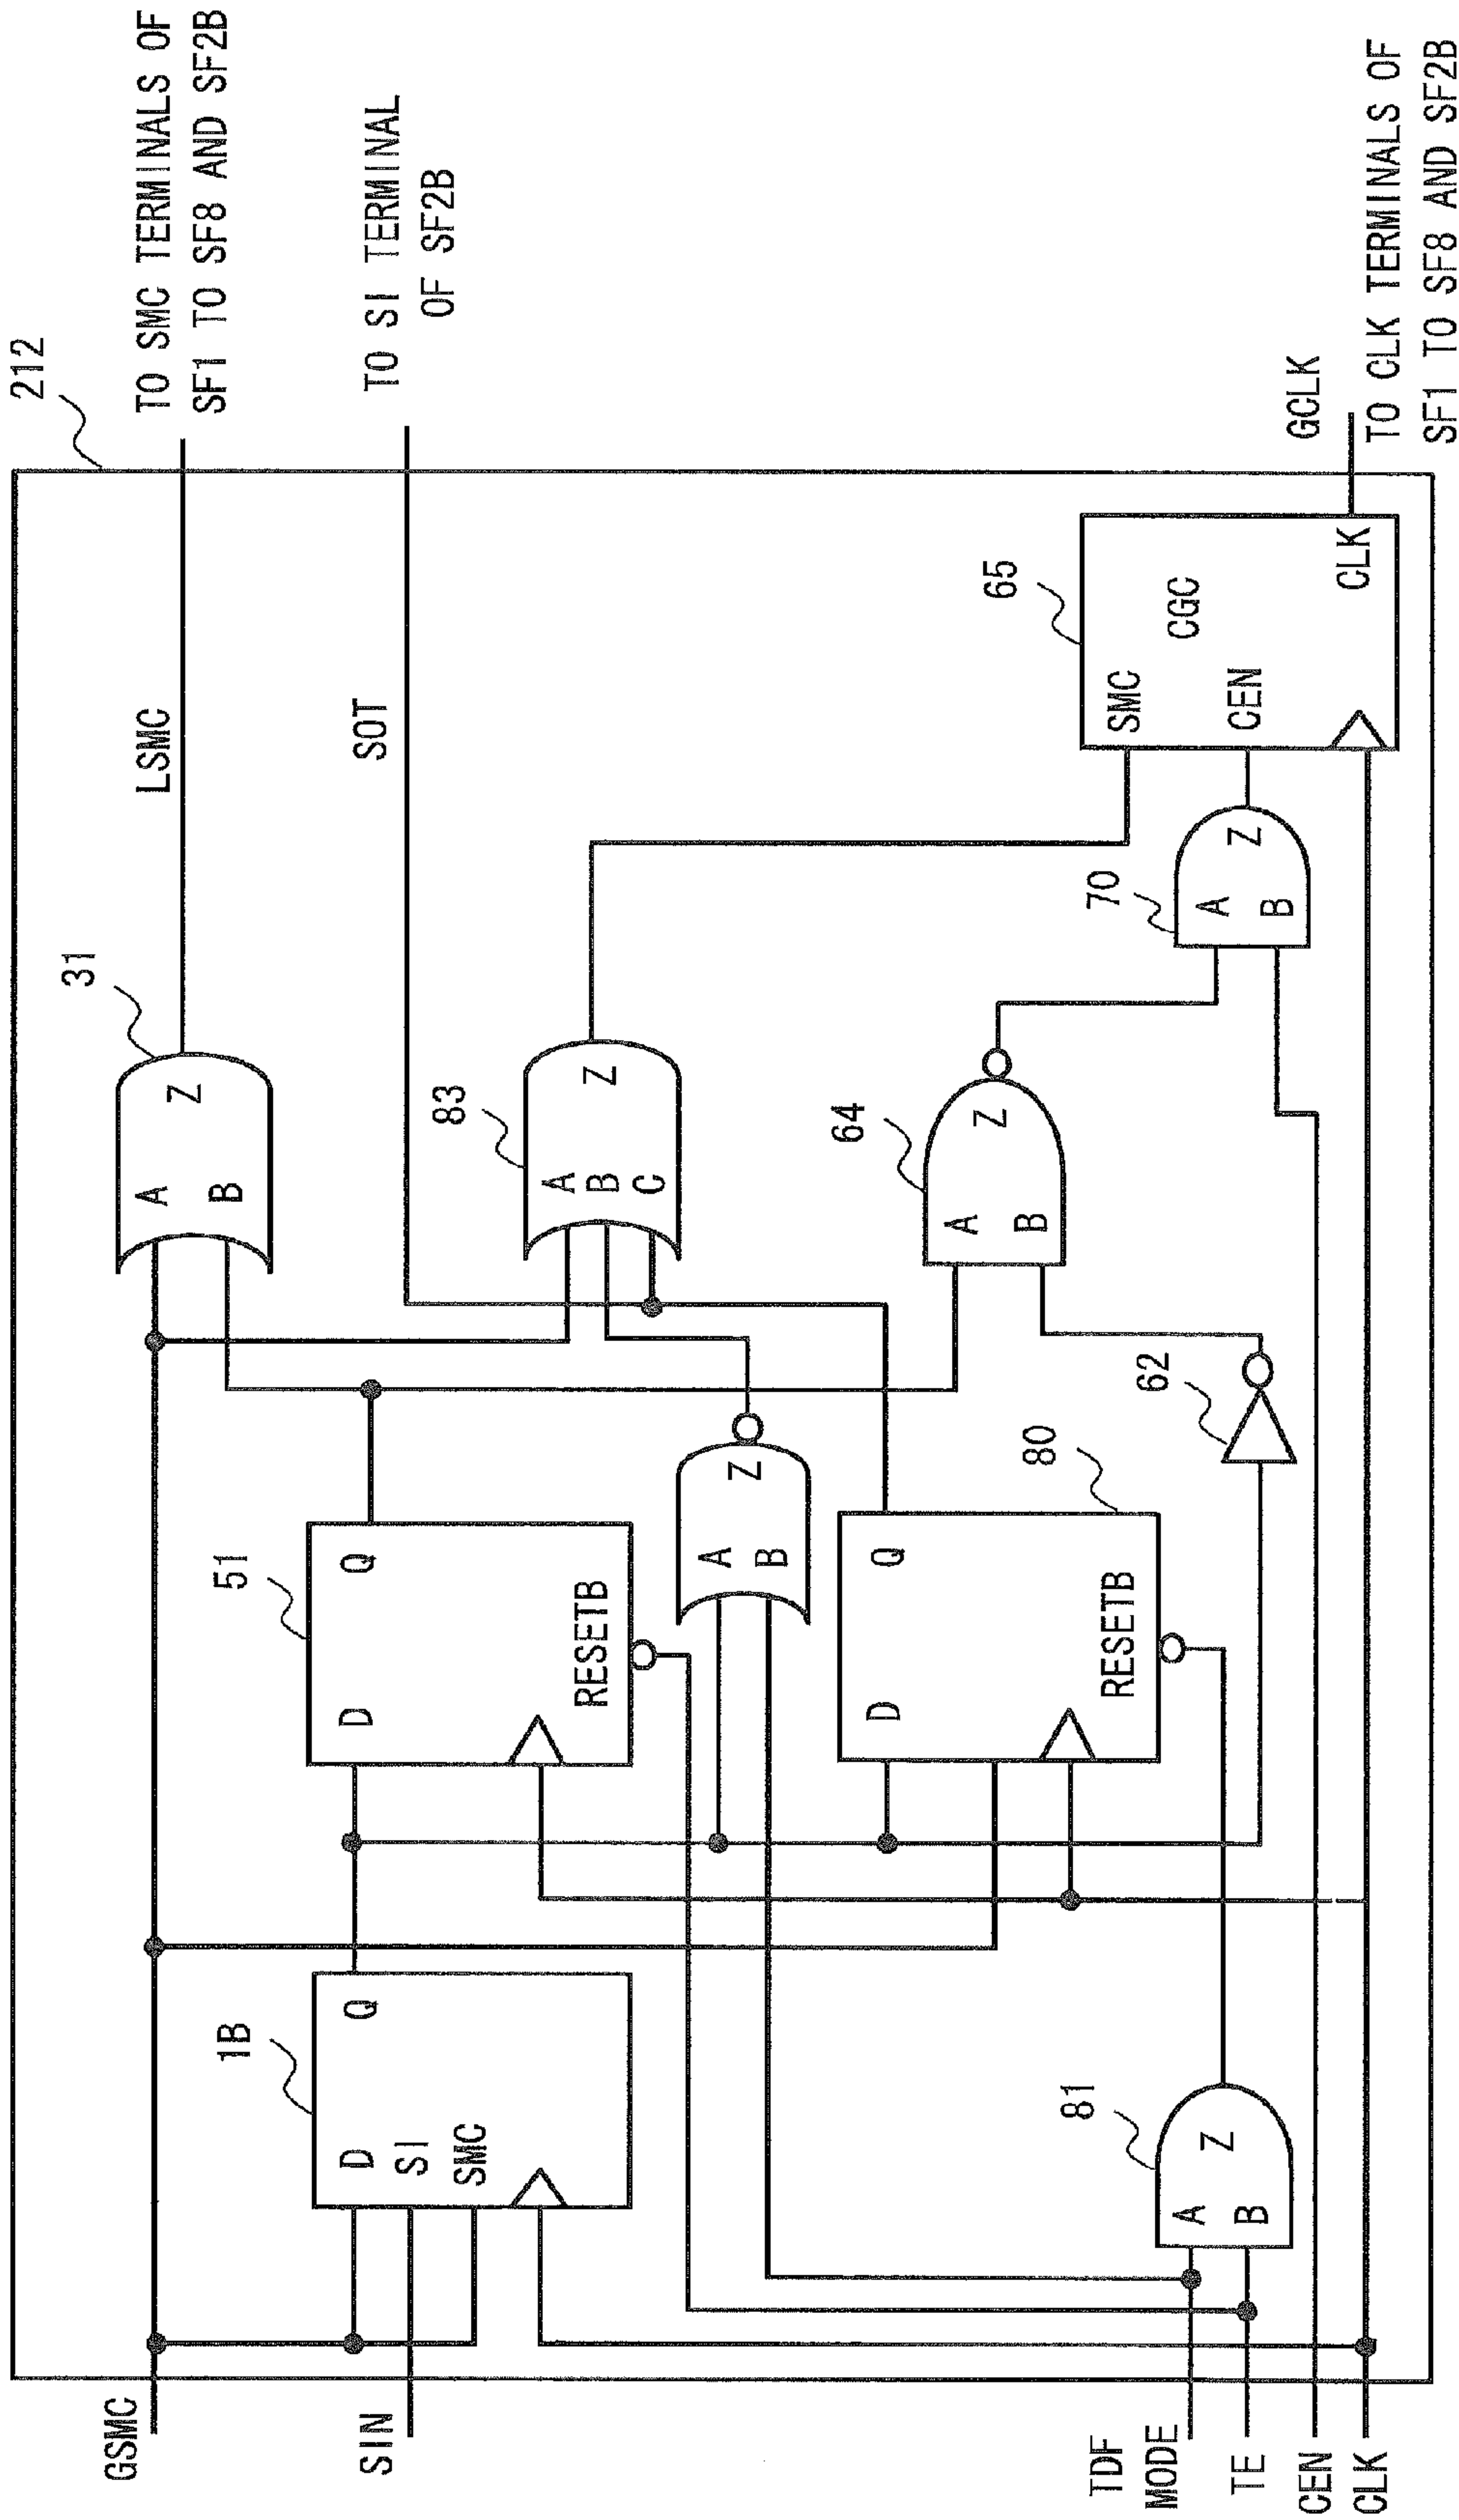 212
TO SMC TERMINALS OF
SF1 TO SF8 AND SF2B
TO SI TERMINAL
OF SF2B
GCLK
TO CLK TERMINALS OF
SF1 TO SF8 AND SF2B
LSMC
SOT
31
A
B
Z
83
A
B
C
Z
65
SMC
CGC
CEN
CLK
70
A
B
Z
64
A
B
Z
62
51
D
Q
RESETB
A
B
Z
80
D
Q
RESETB
1B
D
SI
SMC
Q
81
A
B
Z
GSMC
SIN
TDF
MODE
TE
CEN
CLK